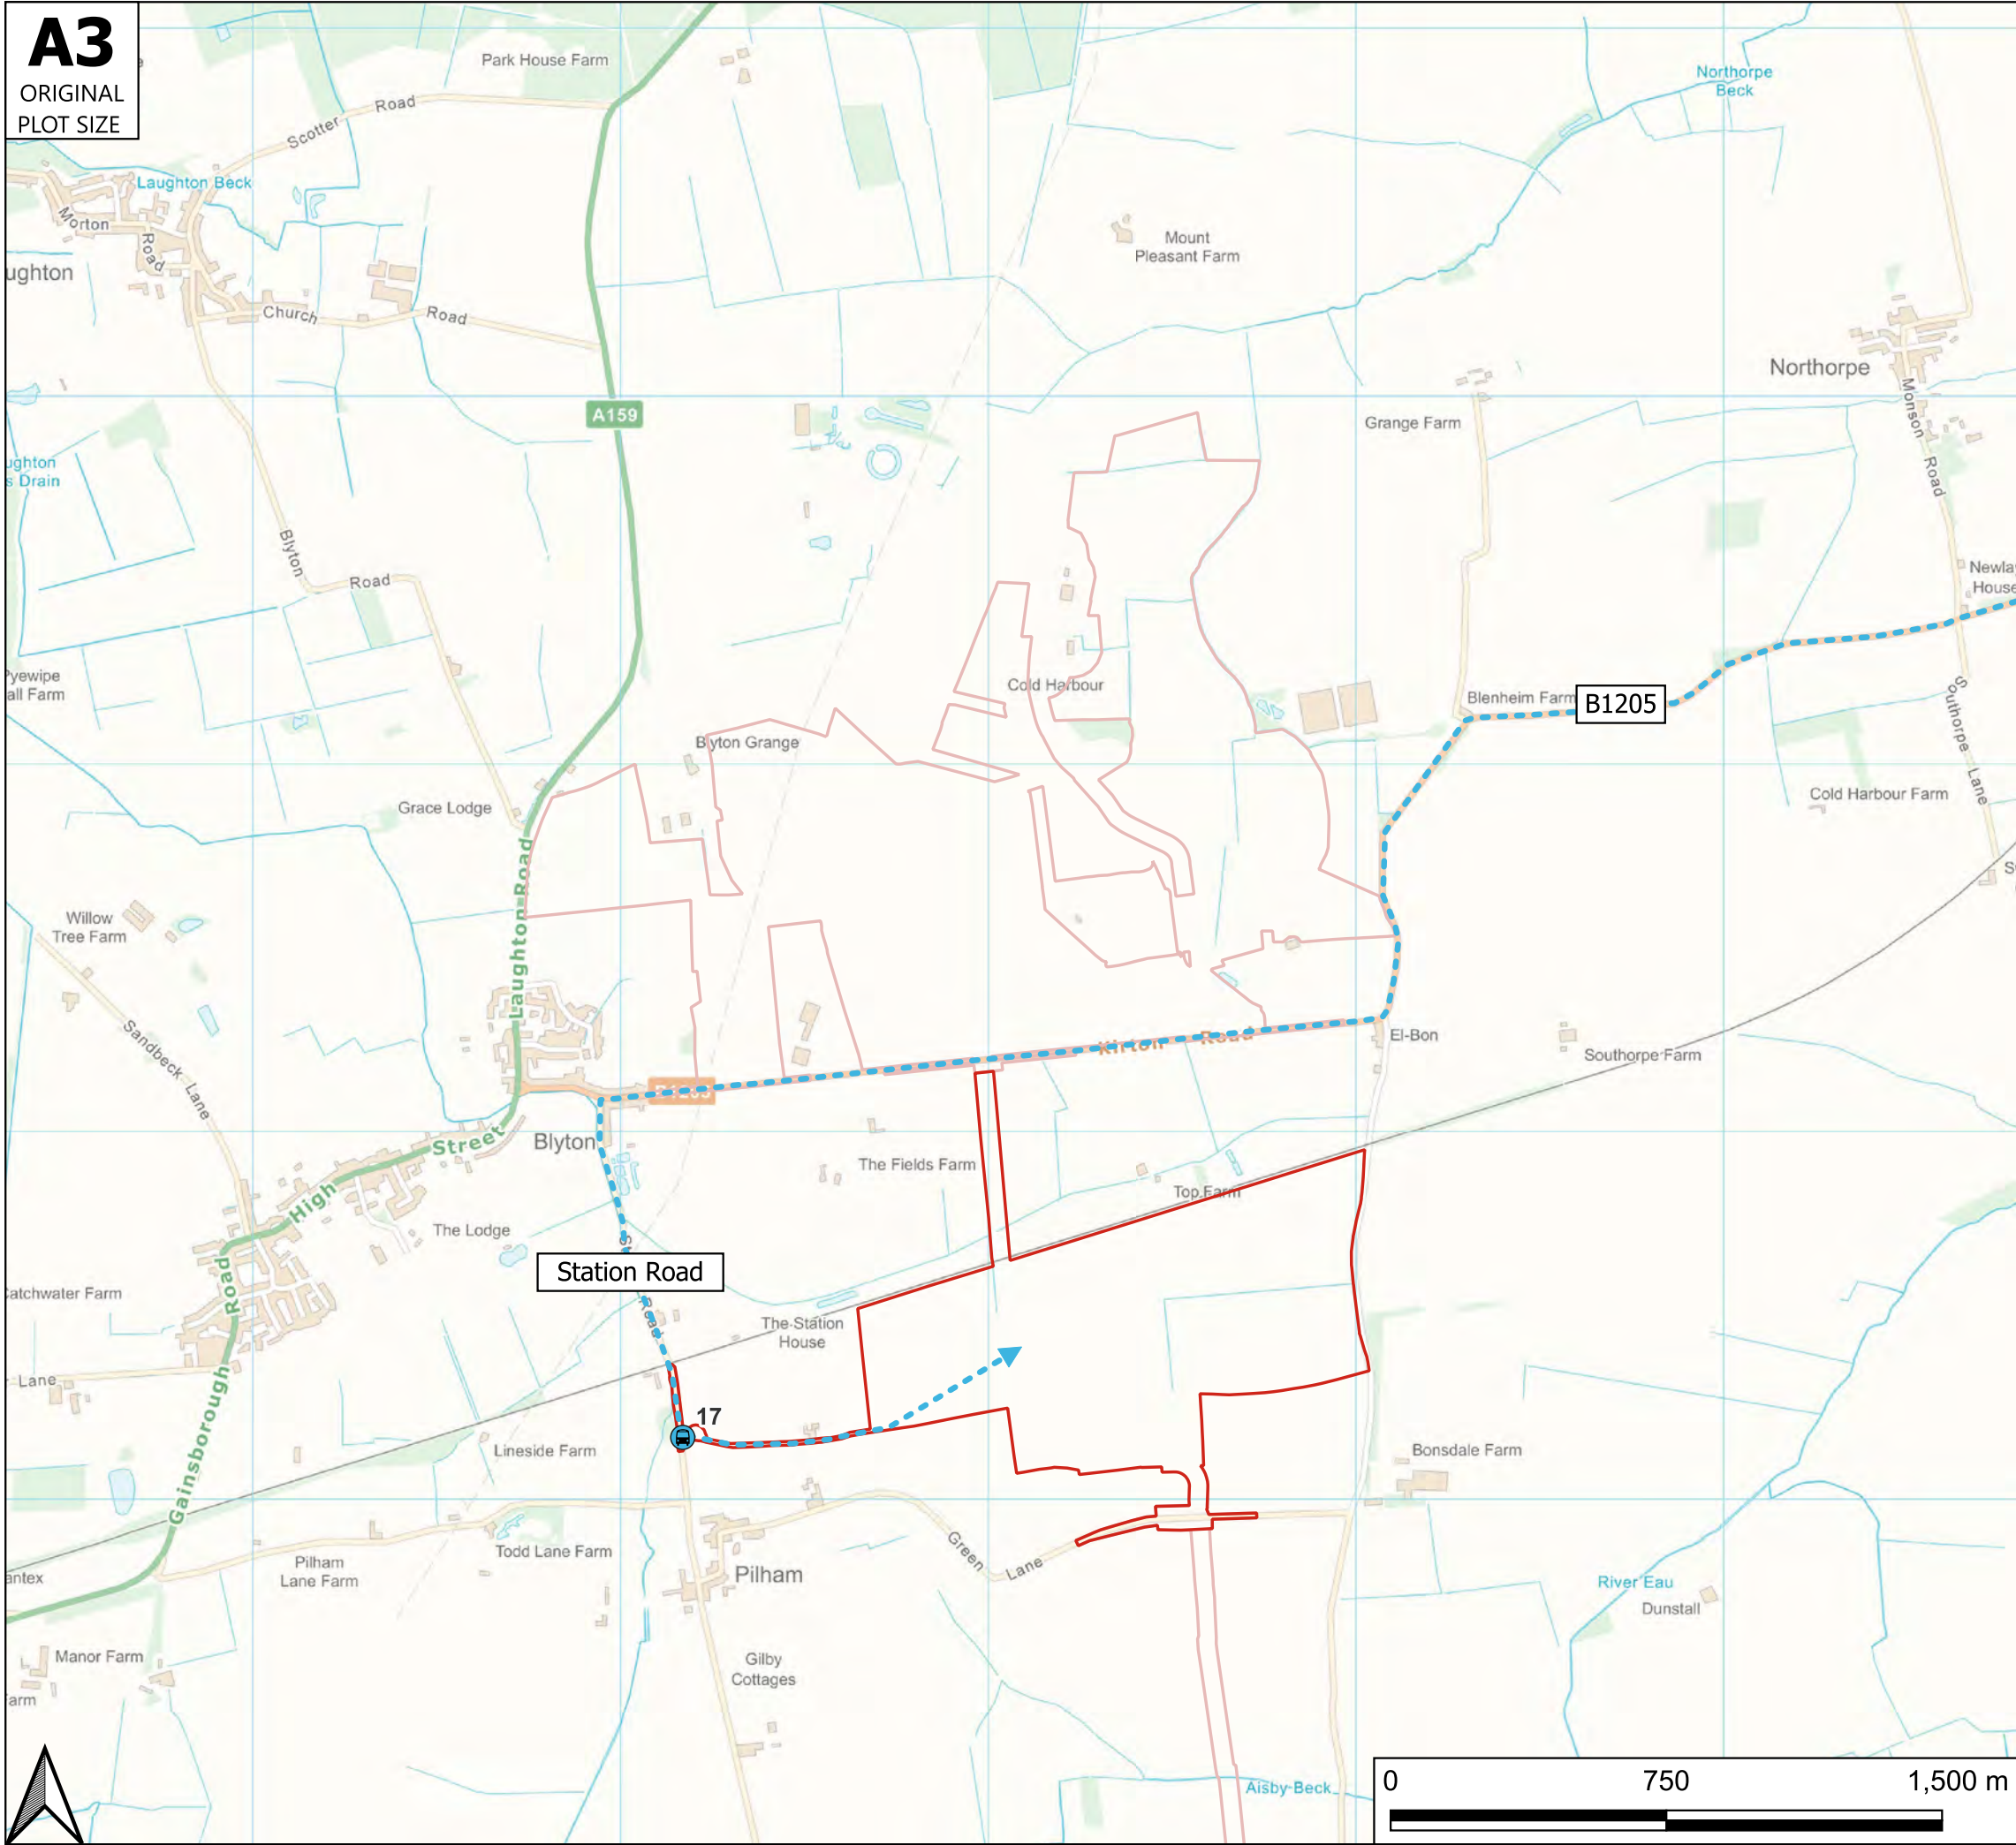 A3
ORIGINAL
PLOT SIZE
Park House Farm
Scotter
Road
Northorpe
Beck
Laughton Beck
Morton
Road
ughton
Church
Road
Mount
Pleasant Farm
Northorpe
Monson
Road
A159
Grange Farm
ughton
s Drain
Blyton
Road
Newla
House
Pyewipe
all Farm
Cold Harbour
Blenheim Farm
B1205
Southorpe
Lane
Blyton Grange
Grace Lodge
Cold Harbour Farm
Laughton Road
Willow
Tree Farm
Sandbeck
Lane
Kirton
Road
El-Bon
Southorpe Farm
B1205
Blyton
High
Street
The Fields Farm
Top Farm
The Lodge
Station Road
Road
Catchwater Farm
The Station
House
Gainsborough
Road
Lane
17
Lineside Farm
Bonsdale Farm
Green
Lane
Todd Lane Farm
Pilham
Lane Farm
Pilham
antex
River Eau
Dunstall
Manor Farm
Gilby
Cottages
arm
Aisby Beck
0
750
1,500 m